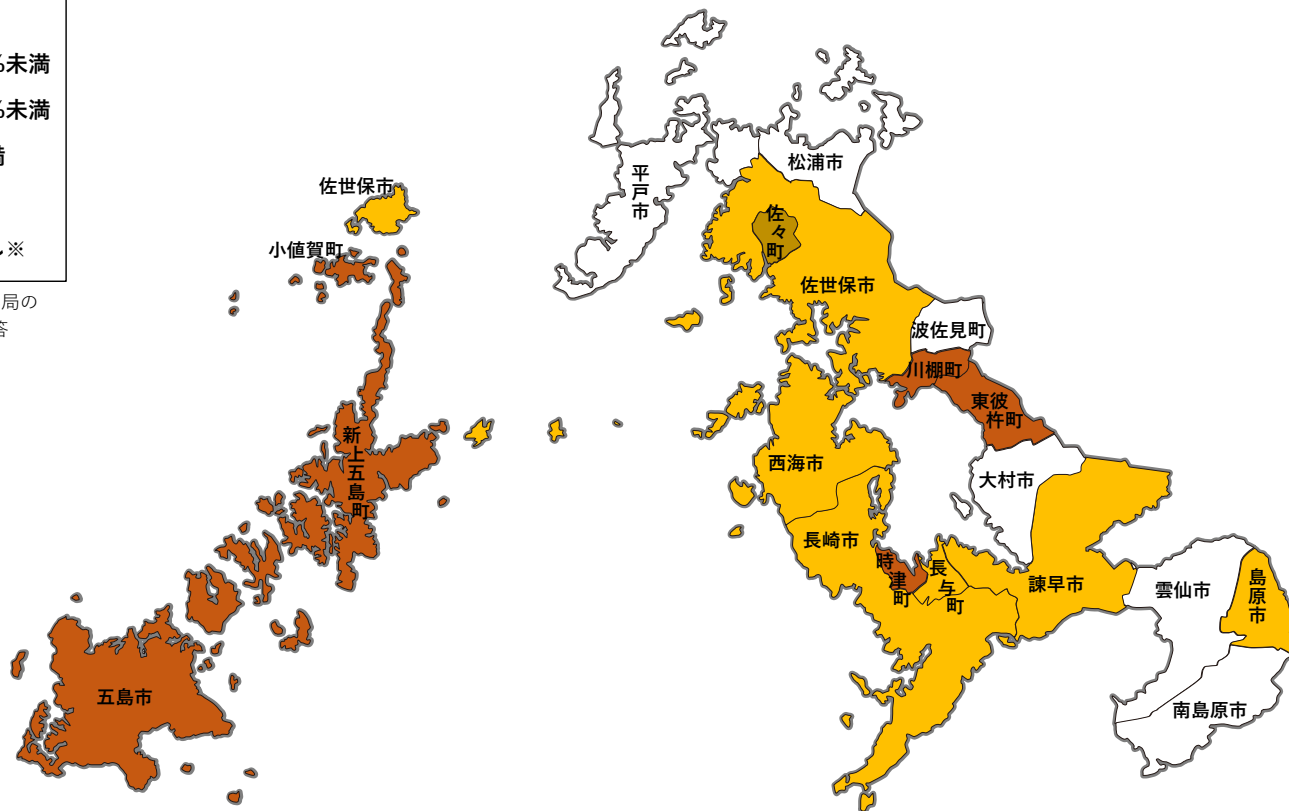 %未満
%未満
満
※
局の
答
佐世保市
小値賀町
新上五島町
五島市
平戸市
松浦市
佐々町
佐世保市
波佐見町
川棚町
東彼
杵町
大村市
西海市
長崎市
時津町
長与町
諫早市
雲仙市
島原市
南島原市